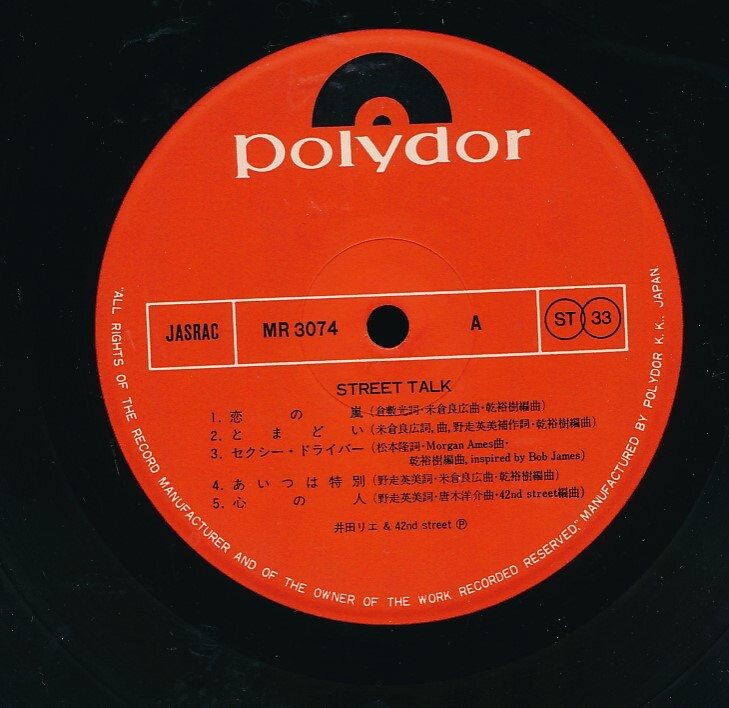 polydor
JASRAC MR 3074 A ST 33
STREET TALK
1. 恋の嵐 (倉敷光詞・米倉良広曲・乾裕樹編曲)
2. とまどい (米倉良広詞,曲,野走英美補作詞・乾裕樹編曲)
3. セクシー・ドライバー (松本隆詞・Morgan Ames曲・
乾裕樹編曲, inspired by Bob James)
4. あいつは特別 (野走英美詞・米倉良広曲・乾裕樹編曲)
5. 心の人 (野走英美詞・唐木洋介曲・42nd street編曲)
井田リエ & 42nd street Ⓟ
"ALL RIGHTS OF THE RECORD MANUFACTURER AND OF THE OWNER OF THE WORK RECORDED RESERVED." MANUFACTURED BY POLYDOR K.K., JAPAN